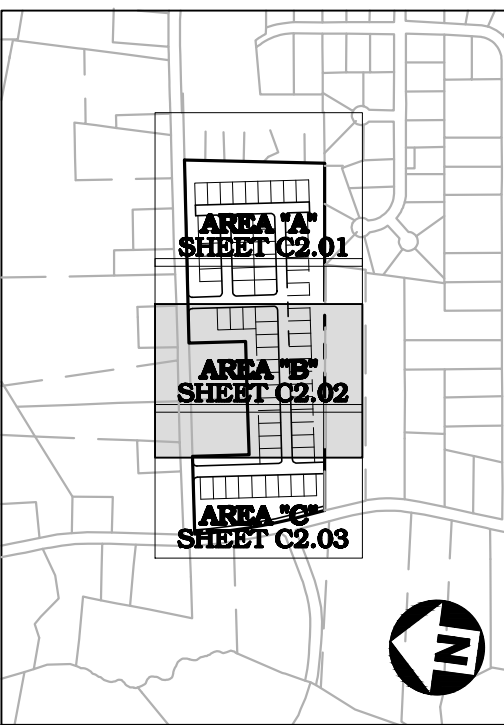 AREA "A"
SHEET C2.01
AREA "B"
SHEET C2.02
AREA "C"
SHEET C2.03
N